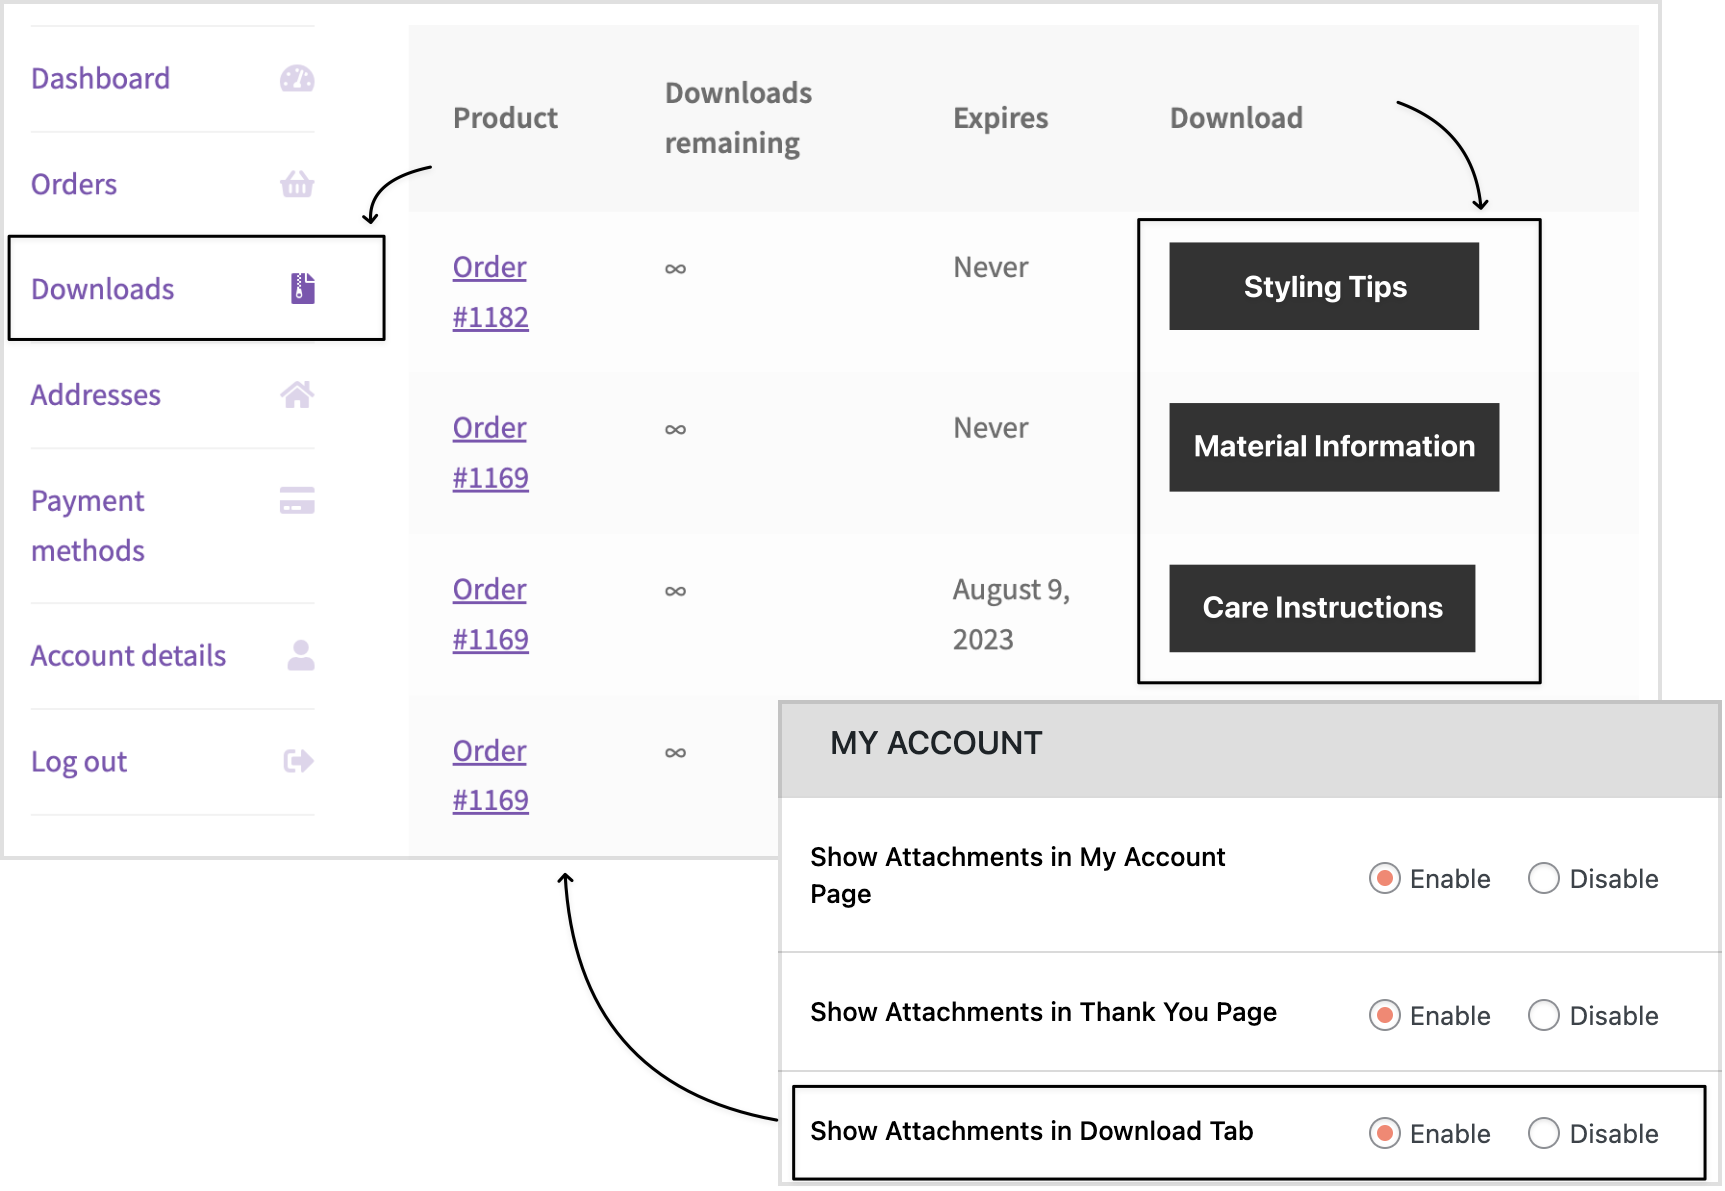 Dashboard
Orders
Downloads
Addresses
Payment
methods
Account details
Log out
Product
Downloads
remaining
Expires
Download
Order
#1182
∞
Never
Styling Tips
Order
#1169
∞
Never
Material Information
Order
#1169
∞
August 9,
2023
Care Instructions
Order
#1169
∞
MY ACCOUNT
Show Attachments in My Account
Page
Enable
Disable
Show Attachments in Thank You Page
Enable
Disable
Show Attachments in Download Tab
Enable
Disable